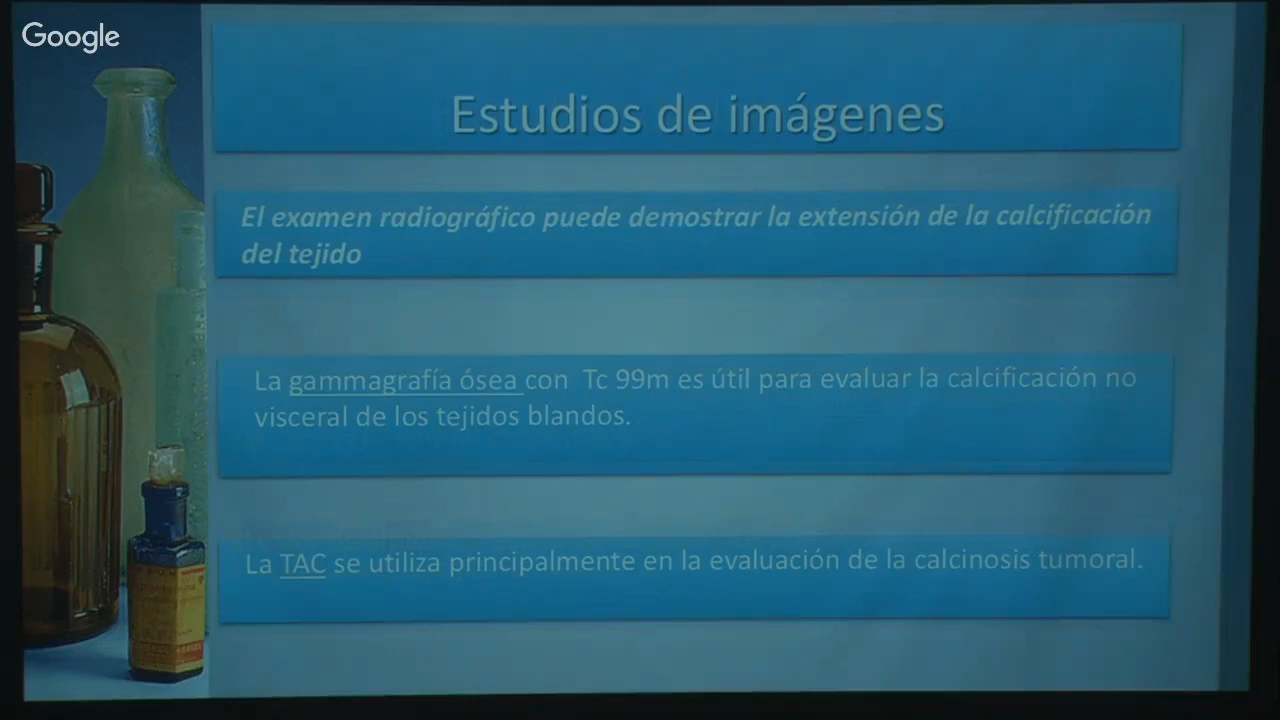 Google
Estudios de imágenes
El examen radiográfico puede demostrar la extensión de la calcificación
del tejido
La gammagrafía ósea con Tc 99m es útil para evaluar la calcificación no
visceral de los tejidos blandos.
La TAC se utiliza principalmente en la evaluación de la calcinosis tumoral.